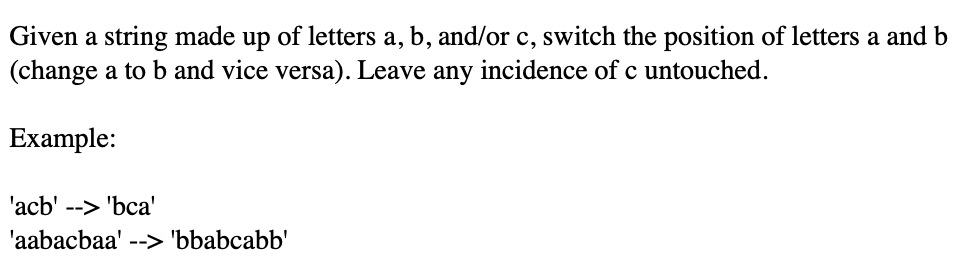 Given a string made up of letters a, b, and/or c, switch the position of letters a and b
(change a to b and vice versa). Leave any incidence of c untouched.
Example:
'acb' --> 'bca'
'aabacbaa' --> 'bbabcabb'